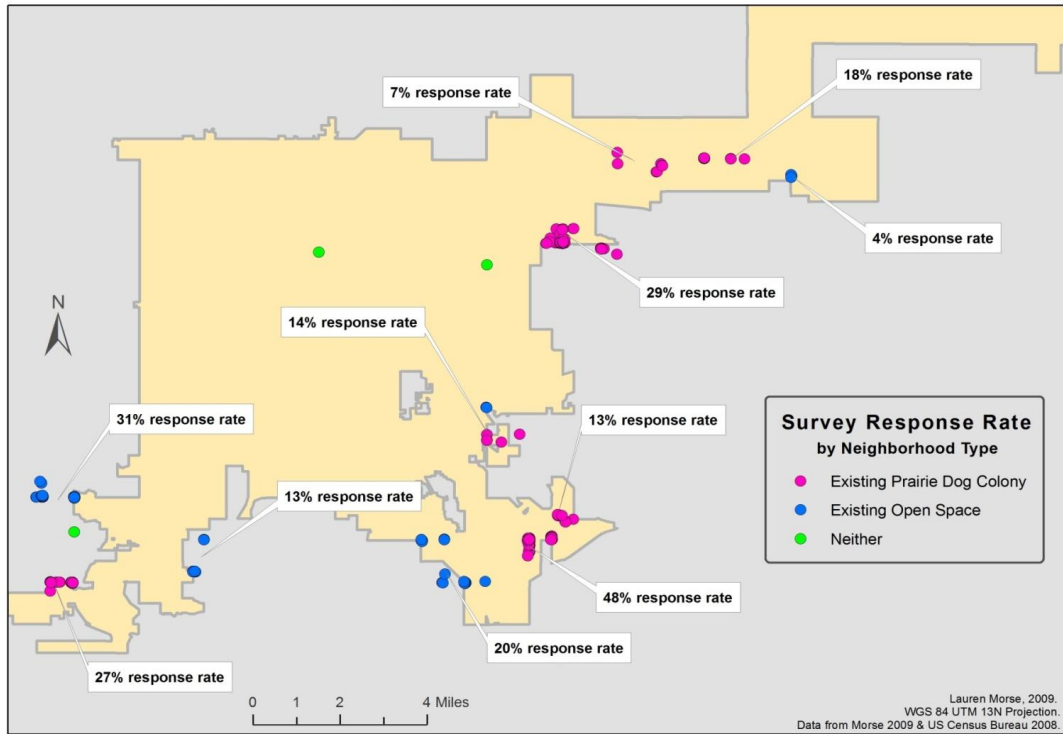 18% response rate
7% response rate
4% response rate
29% response rate
N
14% response rate
31% response rate
13% response rate
13% response rate
48% response rate
20% response rate
27% response rate
Survey Response Rate
by Neighborhood Type
Existing Prairie Dog Colony
Existing Open Space
Neither
0 1 2 4 Miles
Lauren Morse, 2009.
WGS 84 UTM 13N Projection.
Data from Morse 2009 & US Census Bureau 2008.